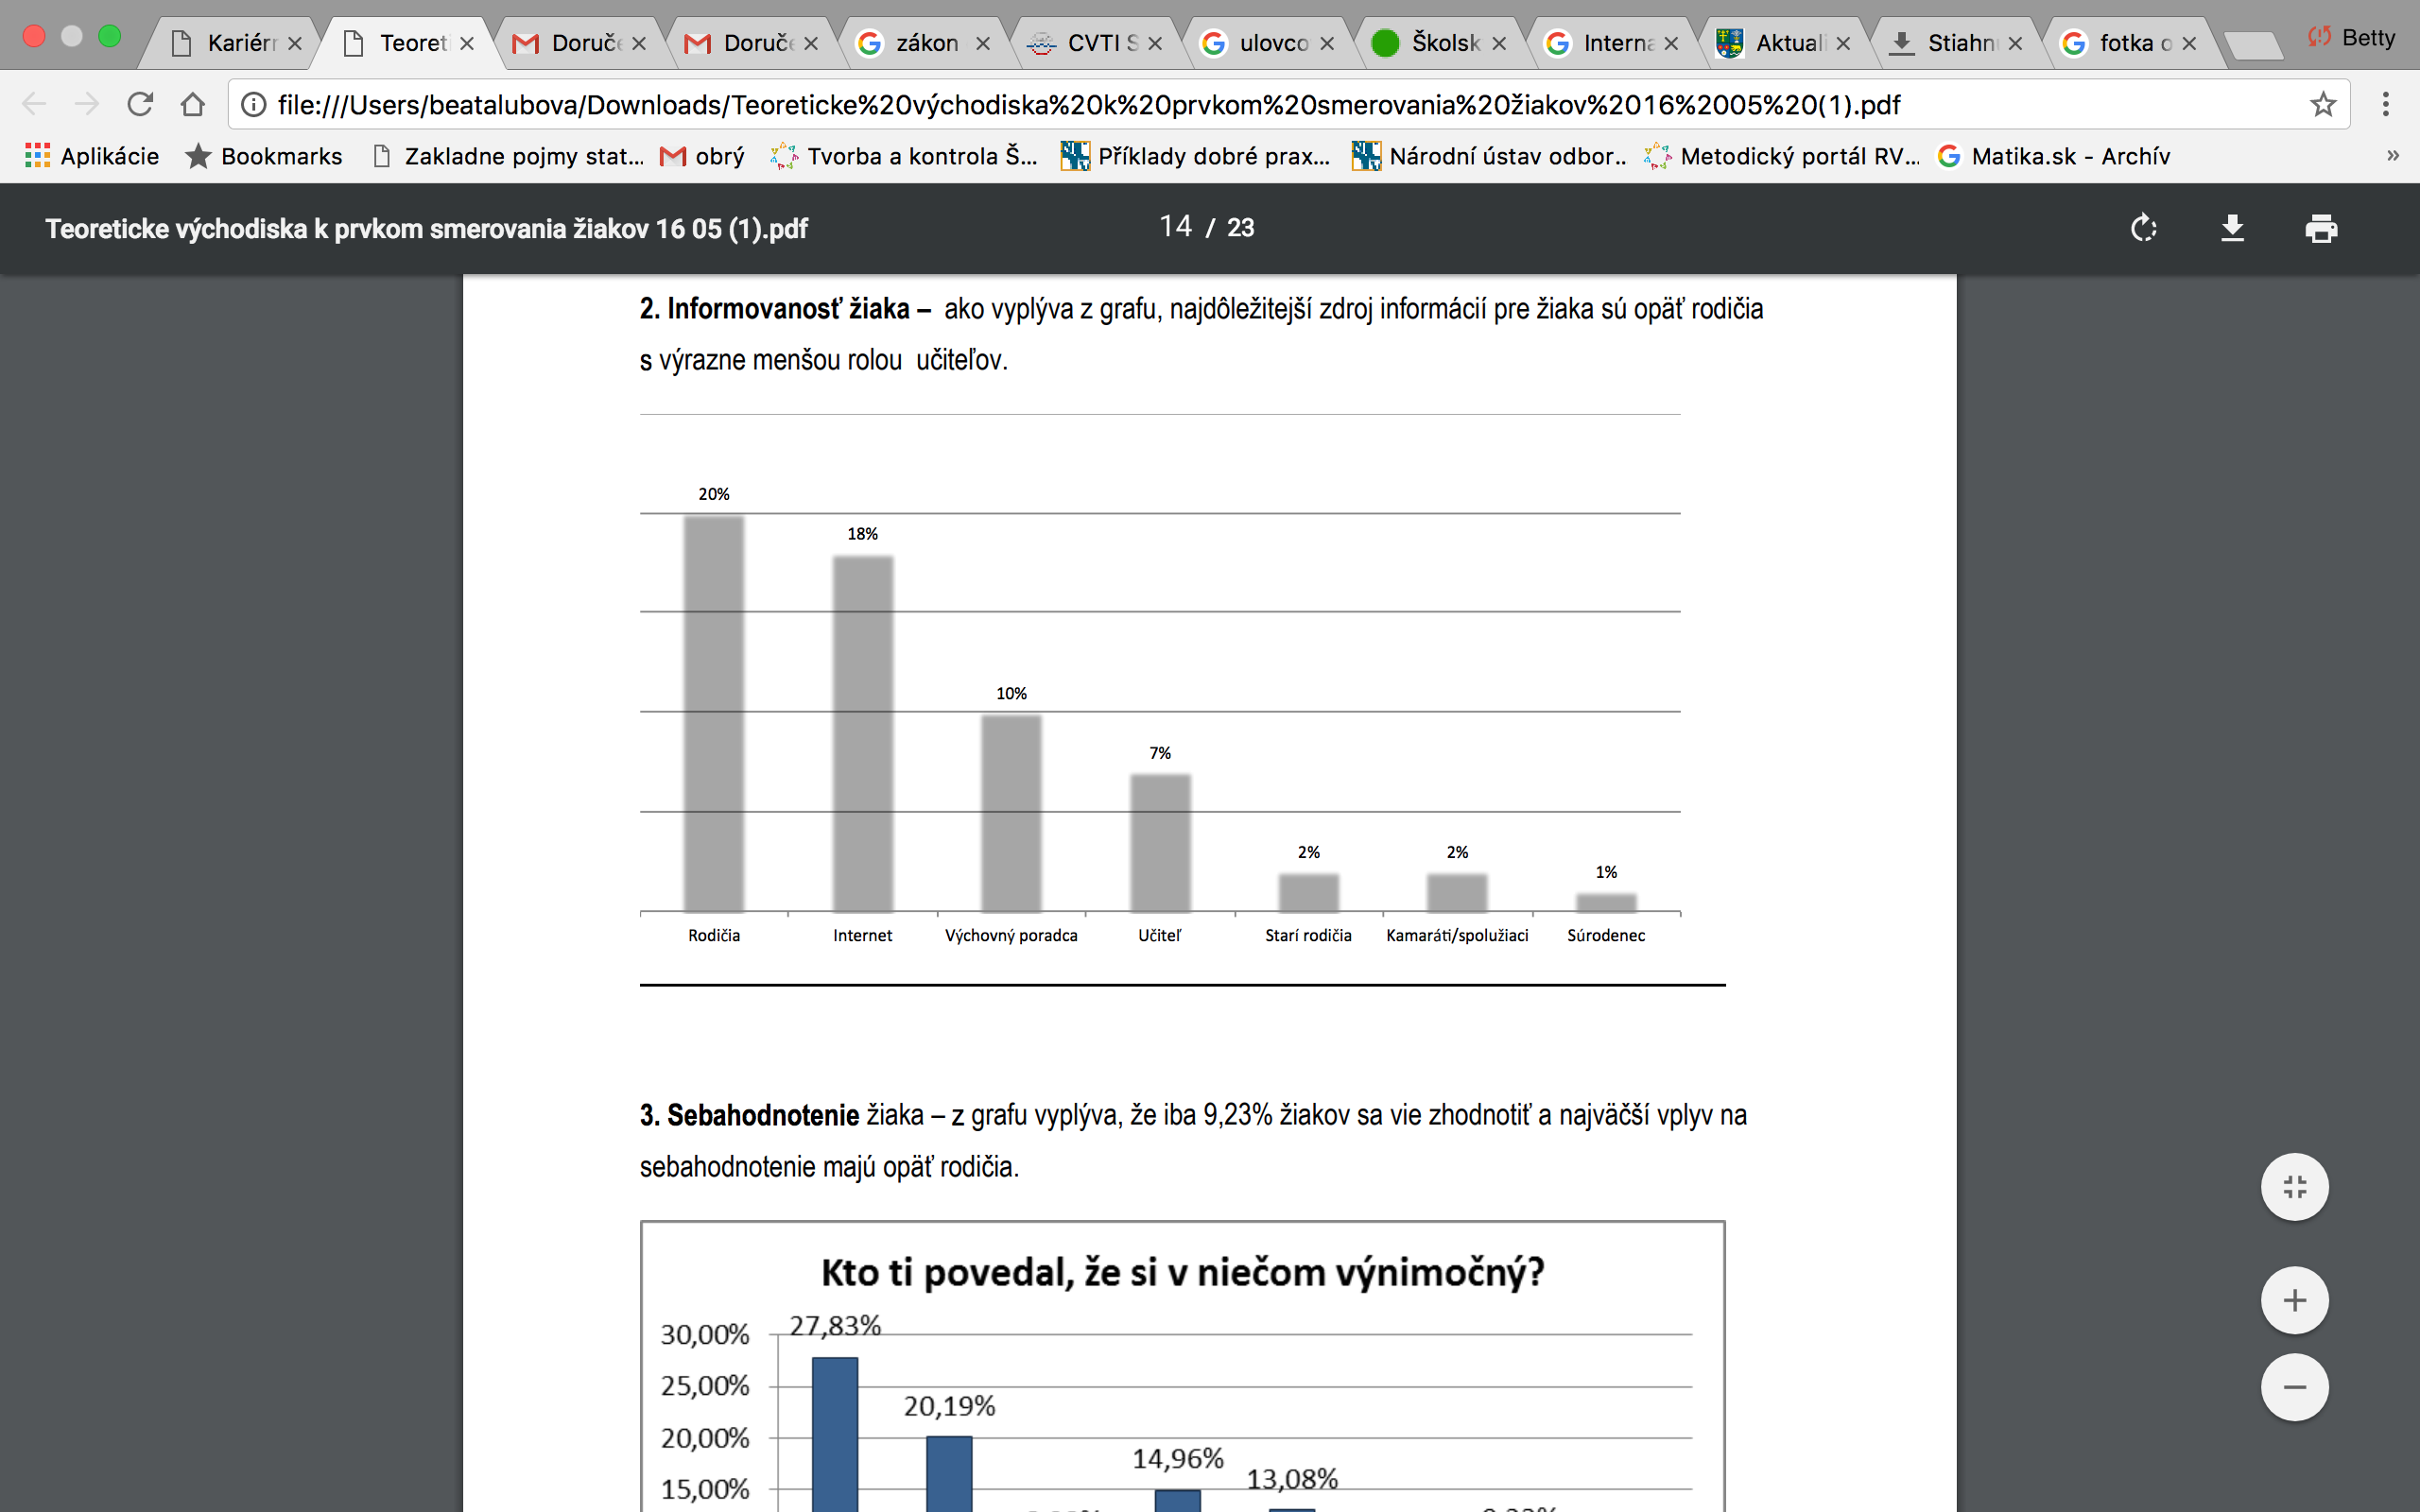 Kariérr
Teoreti
Doruče
Doruče
zákon
CVTI S
ulovco
Školsk
Interna
Aktuali
Stiahn
fotka o
Betty
file:///Users/beatalubova/Downloads/Teoreticke%20východiska%20k%20prvkom%20smerovania%20žiakov%2016%2005%20(1).pdf
Aplikácie
Bookmarks
Zakladne pojmy stat...
obrý
Tvorba a kontrola Š...
Příklady dobré prax...
Národní ústav odbor..
Metodický portál RV...
Matika.sk - Archív
»
Teoreticke východiska k prvkom smerovania žiakov 16 05 (1).pdf
14 / 23
2. Informovanosť žiaka – ako vyplýva z grafu, najdôležitejší zdroj informácií pre žiaka sú opäť rodičia
s výrazne menšou rolou učiteľov.
20%
18%
10%
7%
2%
2%
1%
Rodičia
Internet
Výchovný poradca
Učiteľ
Starí rodičia
Kamaráti/spolužiaci
Súrodenec
3. Sebahodnotenie žiaka – z grafu vyplýva, že iba 9,23% žiakov sa vie zhodnotiť a najväčší vplyv na
sebahodnotenie majú opäť rodičia.
Kto ti povedal, že si v niečom výnimočný?
30,00%
25,00%
20,00%
15,00%
27,83%
20,19%
14,96%
13,08%